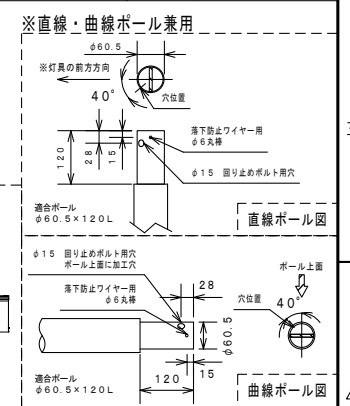 ※直線・曲線ポール兼用
φ60.5
※灯具の前方方向
40°
穴位置
120
28
15
落下防止ワイヤー用
φ6丸棒
φ15 回り止めボルト用穴
適合ポール
φ60.5×120L
直線ポール図
φ15 回り止めボルト用穴
ポール上面に加工穴
落下防止ワイヤー用
φ6丸棒
28
φ60.5
15
120
ポール上面
穴位置
40°
適合ポール
φ60.5×120L
曲線ポール図